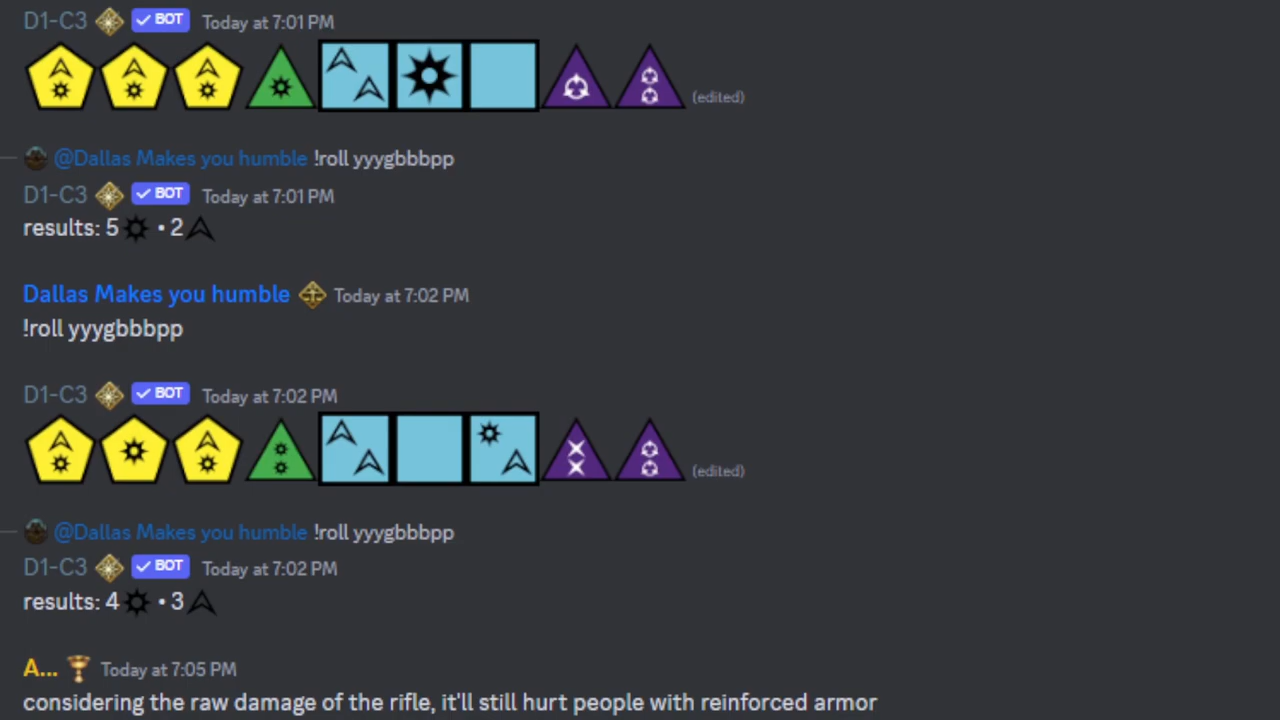 D1-C3 BOT Today at 7:01 PM
(edited)
@Dallas Makes you humble !roll yyygbbbpp
D1-C3 BOT Today at 7:01 PM
results: 5 • 2
Dallas Makes you humble Today at 7:02 PM
!roll yyygbbbpp
D1-C3 BOT Today at 7:02 PM
(edited)
@Dallas Makes you humble !roll yyygbbbpp
D1-C3 BOT Today at 7:02 PM
results: 4 • 3
A... Today at 7:05 PM
considering the raw damage of the rifle, it'll still hurt people with reinforced armor